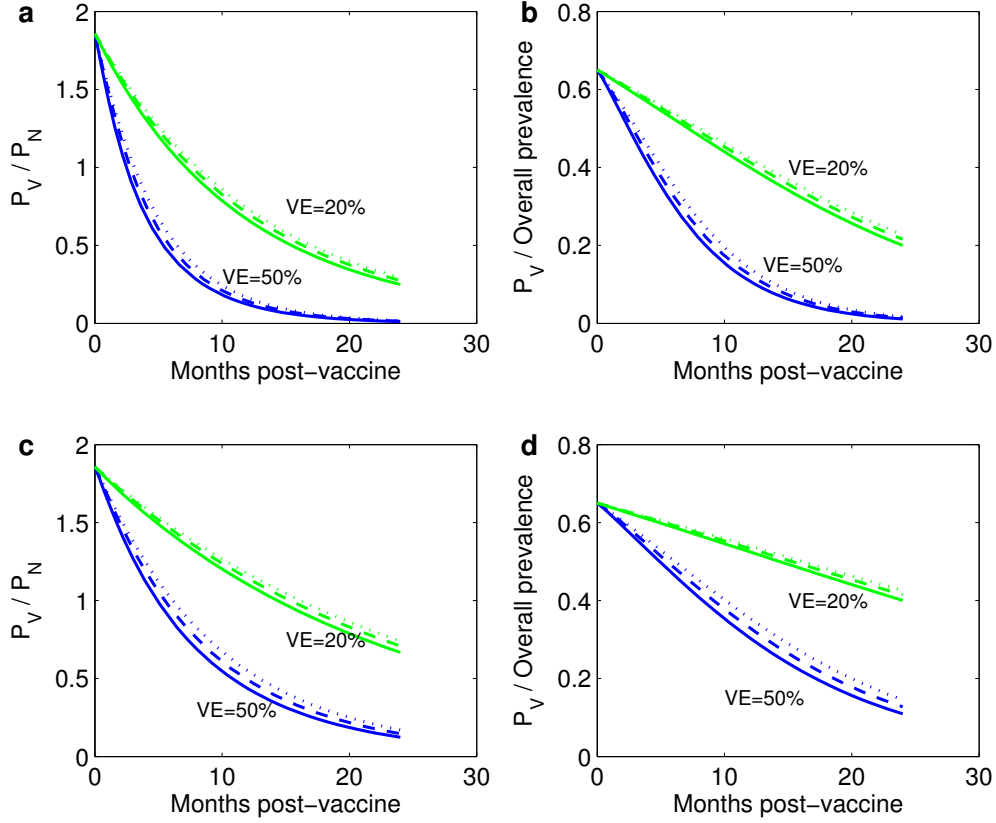 a
2
1.5
1
0.5
0
P_V / P_N
VE=20%
VE=50%
0 10 20 30
Months post−vaccine
b
0.8
0.6
0.4
0.2
0
P_V / Overall prevalence
VE=20%
VE=50%
0 10 20 30
Months post−vaccine
c
2
1.5
1
0.5
0
P_V / P_N
VE=20%
VE=50%
0 10 20 30
Months post−vaccine
d
0.8
0.6
0.4
0.2
0
P_V / Overall prevalence
VE=20%
VE=50%
0 10 20 30
Months post−vaccine